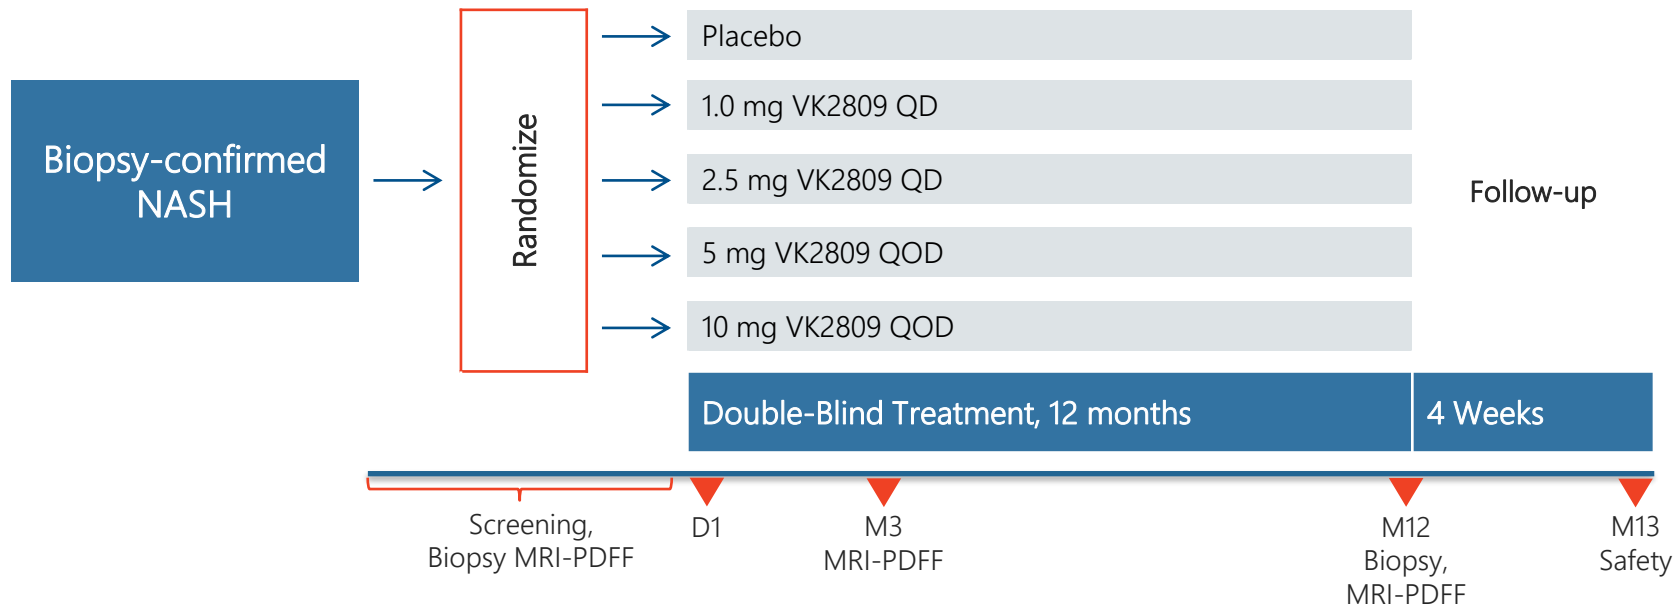 Biopsy-confirmed
NASH
Randomize
Placebo
1.0 mg VK2809 QD
2.5 mg VK2809 QD
5 mg VK2809 QOD
10 mg VK2809 QOD
Follow-up
Double-Blind Treatment, 12 months
4 Weeks
Screening,
Biopsy MRI-PDFF
D1
M3
MRI-PDFF
M12
Biopsy,
MRI-PDFF
M13
Safety